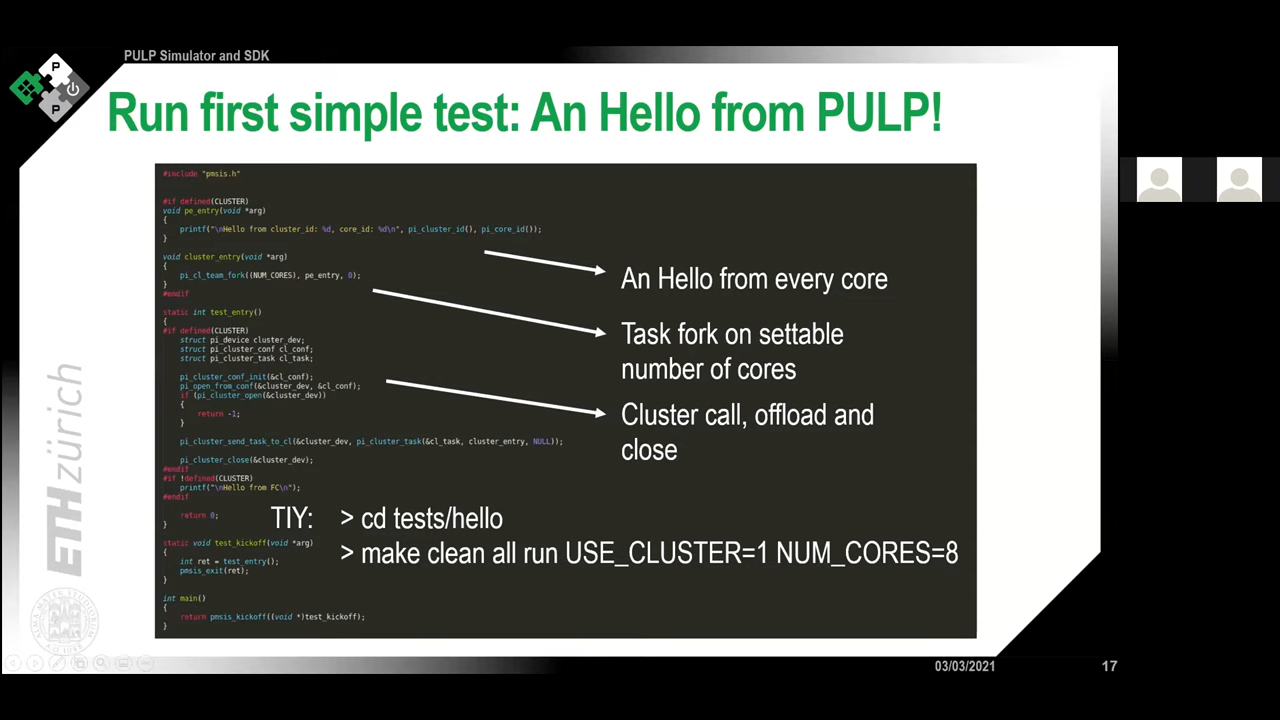 PULP Simulator and SDK
P
P
Run first simple test: An Hello from PULP!
#include "pmsis.h"
#if defined(CLUSTER)
void pe_entry(void *arg)
{
printf("\nHello from cluster_id: %d, core_id: %d\n", pi_cluster_id(), pi_core_id());
}
void cluster_entry(void *arg)
{
pi_cl_team_fork((NUM_CORES), pe_entry, 0);
}
#endif
static int test_entry()
{
#if defined(CLUSTER)
struct pi_device cluster_dev;
struct pi_cluster_conf cl_conf;
struct pi_cluster_task cl_task;
pi_cluster_conf_init(&cl_conf);
pi_open_from_conf(&cluster_dev, &cl_conf);
if (pi_cluster_open(&cluster_dev))
{
return -1;
}
pi_cluster_send_task_to_cl(&cluster_dev, pi_cluster_task(&cl_task, cluster_entry, NULL));
pi_cluster_close(&cluster_dev);
#endif
#if !defined(CLUSTER)
printf("\nHello from FC\n");
#endif
return 0;
}
static void test_kickoff(void *arg)
{
int ret = test_entry();
pmsis_exit(ret);
}
int main()
{
return pmsis_kickoff((void *)test_kickoff);
}
An Hello from every core
Task fork on settable
number of cores
Cluster call, offload and
close
TIY: > cd tests/hello
> make clean all run USE_CLUSTER=1 NUM_CORES=8
ETH zürich
03/03/2021
17